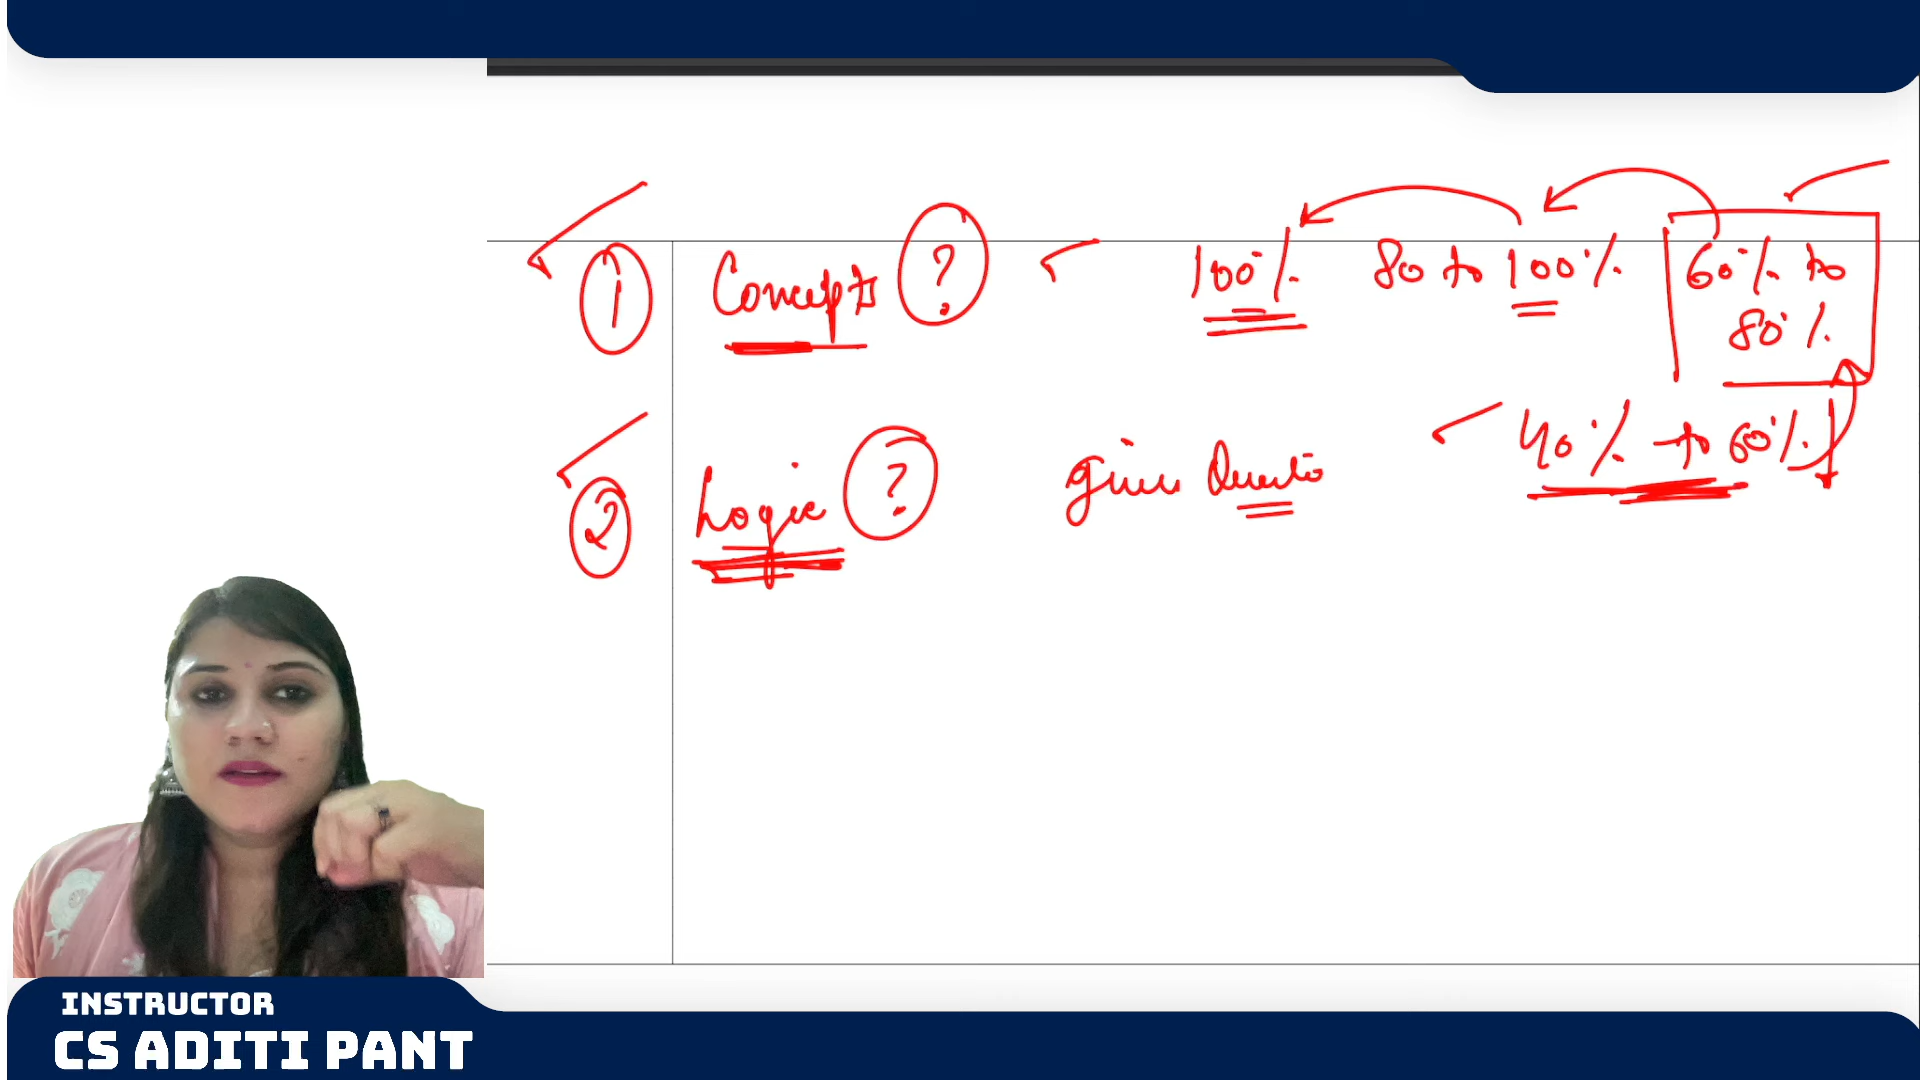 ① Concepts ? 100% 80 to 100% 60% to
80%
② Logic ? given 40% to 60%
INSTRUCTOR
CS ADITI PANT